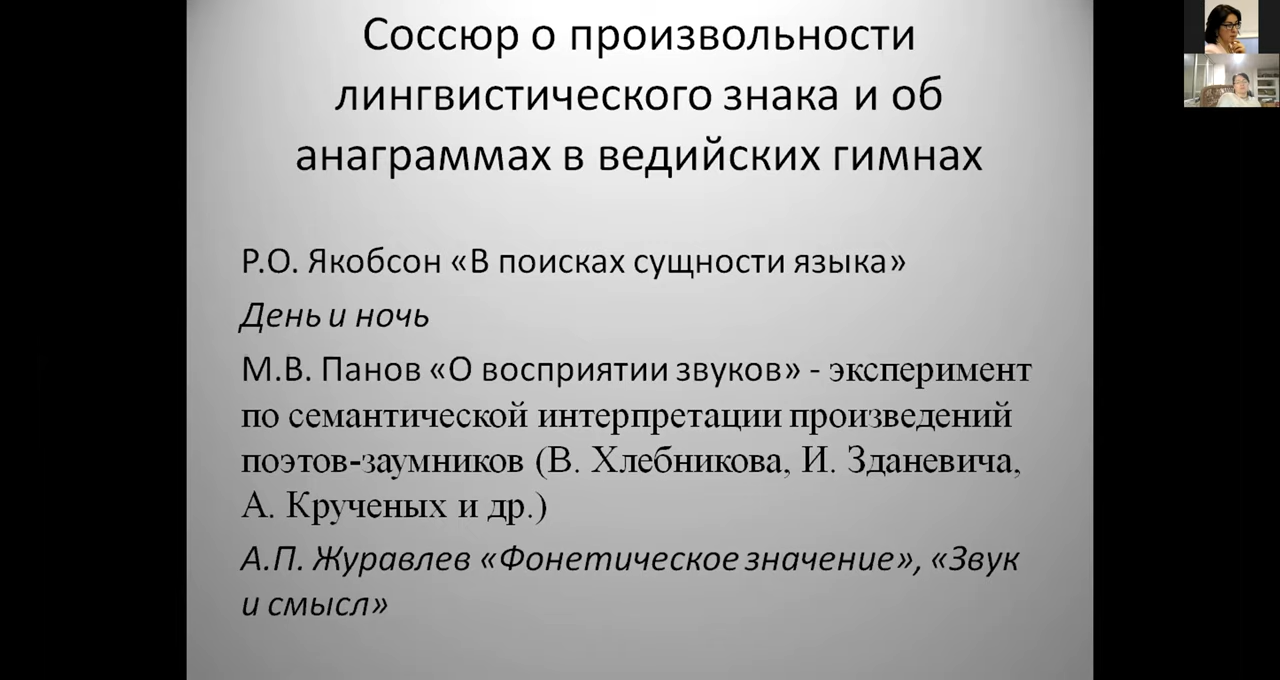 Соссюр о произвольности
лингвистического знака и об
анаграммах в ведийских гимнах
Р.О. Якобсон «В поисках сущности языка»
День и ночь
М.В. Панов «О восприятии звуков» - эксперимент
по семантической интерпретации произведений
поэтов-заумников (В. Хлебникова, И. Зданевича,
А. Крученых и др.)
А.П. Журавлев «Фонетическое значение», «Звук
и смысл»